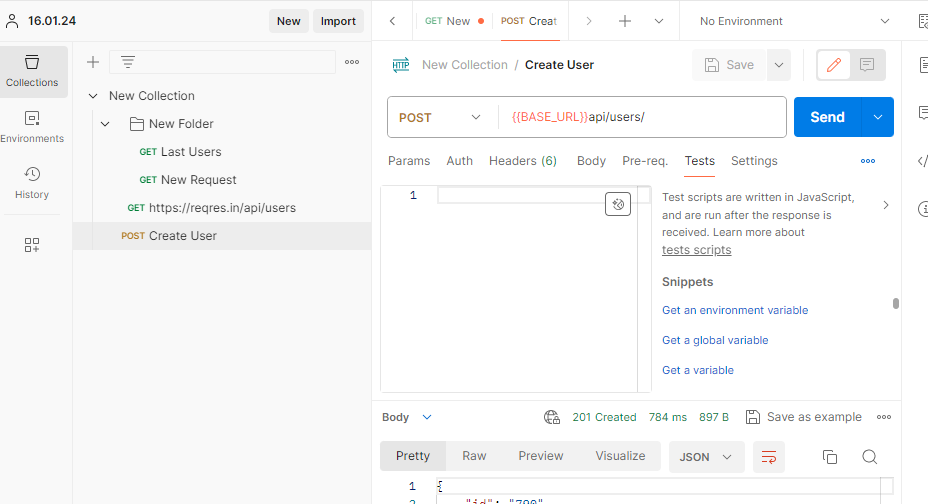 16.01.24
New
Import
GET New
POST Creat
No Environment
Collections
Environments
History
New Collection
New Folder
GET Last Users
GET New Request
GET https://reqres.in/api/users
POST Create User
HTTP New Collection / Create User
Save
POST
{{BASE_URL}}api/users/
Send
Params
Auth
Headers (6)
Body
Pre-req.
Tests
Settings
1
Test scripts are written in JavaScript,
and are run after the response is
received. Learn more about
tests scripts
Snippets
Get an environment variable
Get a global variable
Get a variable
Body
201 Created
784 ms
897 B
Save as example
Pretty
Raw
Preview
Visualize
JSON
1 {
2 "id": "790"